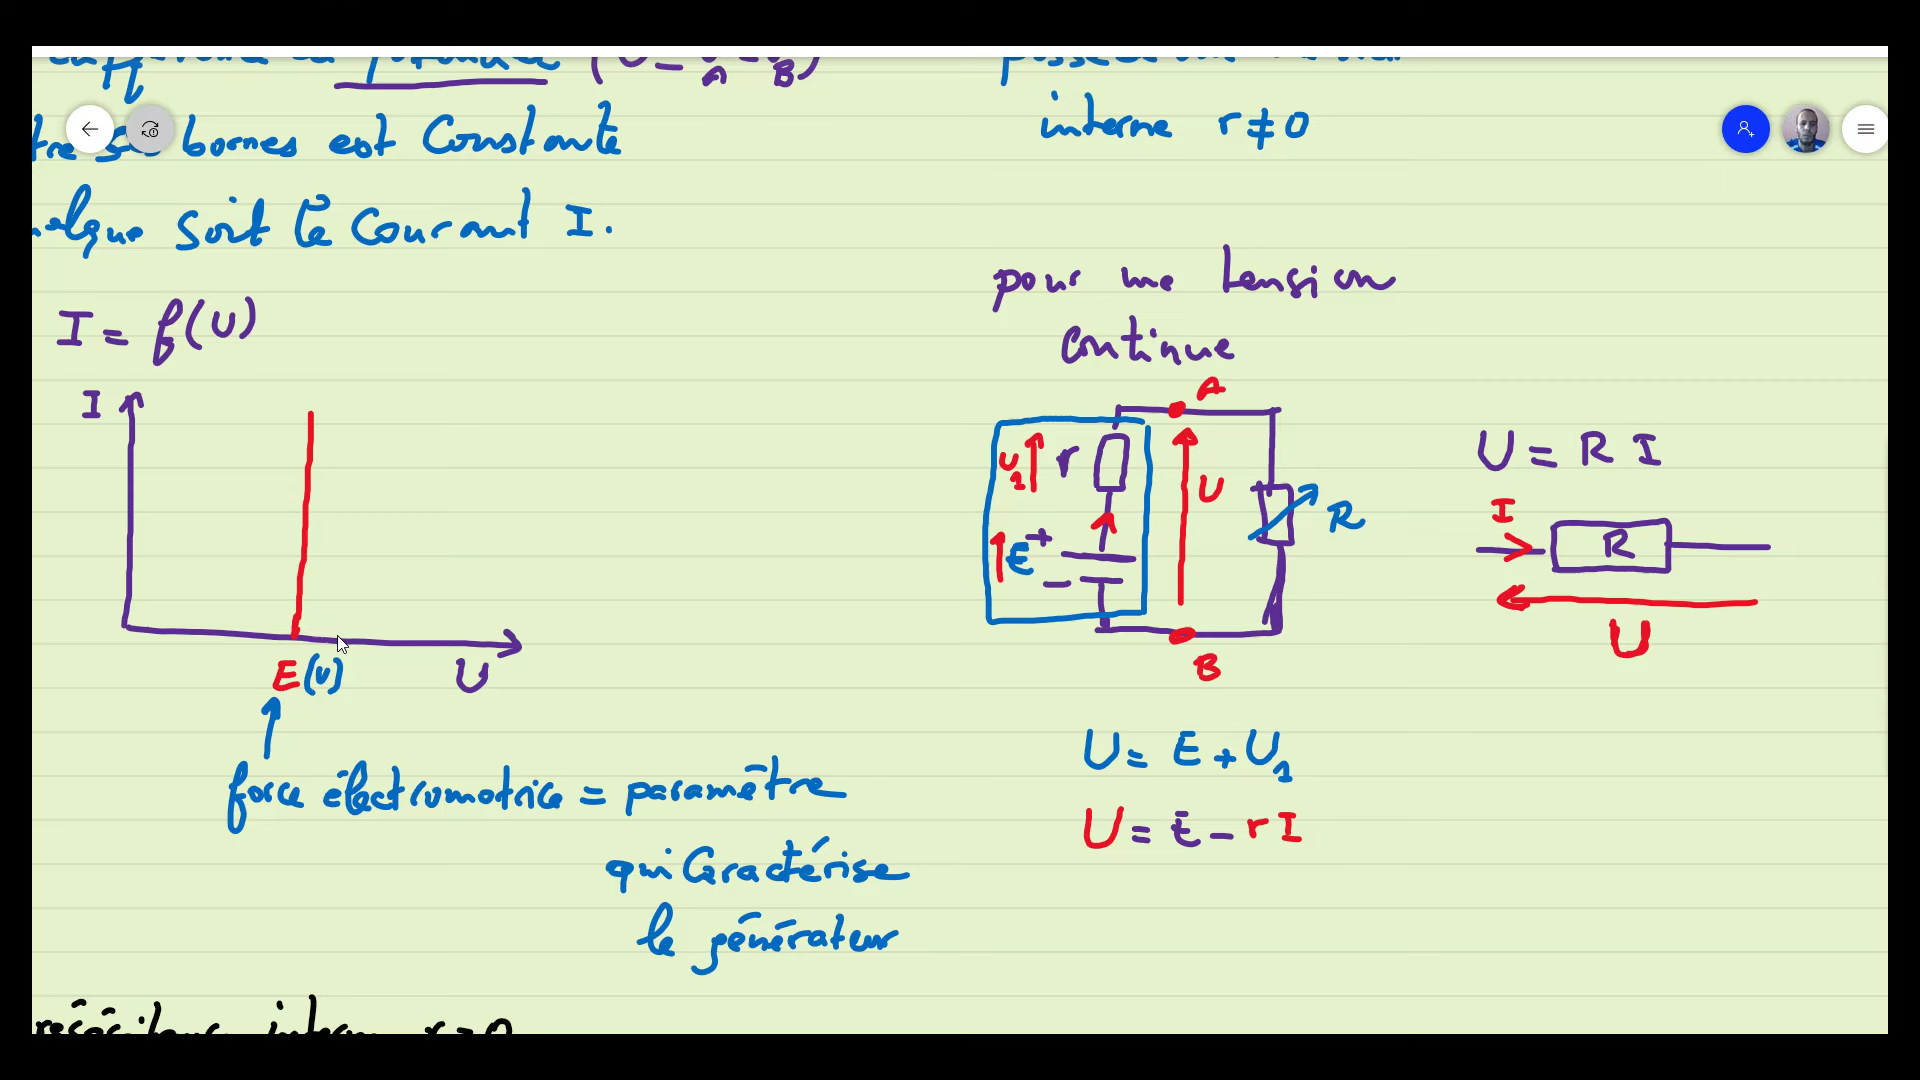 (U =
A B)
bornes est Constante
soit le Courant I.
I = f(U)
I
E (V)
U
force électromotrice = paramètre
qui Caractérise
le générateur
interne r ≠ 0
pour une tension
continue
A
U1 r
U
R
E + -
B
U = R I
I
R
U
U = E + U1
U = E - r I